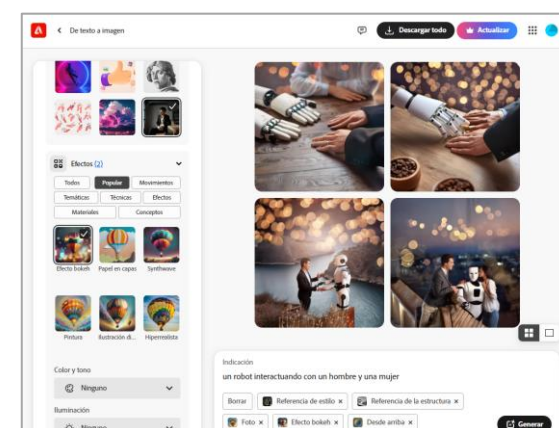 De texto a imagen
Descargar todo
Actualizar
Efectos (2)
Todos
Popular
Movimientos
Temáticas
Técnicas
Efectos
Materiales
Conceptos
Efecto bokeh
Papel en capas
Synthwave
Pintura
Ilustración di...
Hiperrealista
Color y tono
Ninguno
Iluminación
Ninguno
Indicación
un robot interactuando con un hombre y una mujer
Borrar
Referencia de estilo ×
Referencia de la estructura ×
Foto ×
Efecto bokeh ×
Desde arriba ×
Generar